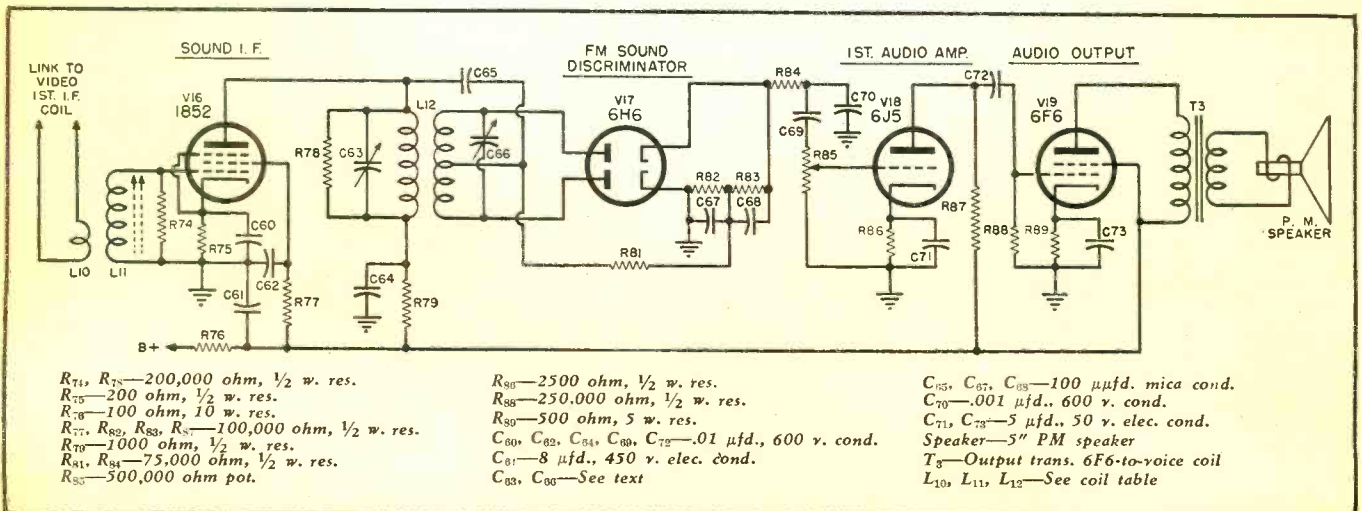 SOUND I. F.
FM SOUND
DISCRIMINATOR
1ST. AUDIO AMP.
AUDIO OUTPUT
LINK TO
VIDEO
1ST. I.F.
COIL
V16
1852
C65
V17
6H6
R84
C70
V18
6J5
C72
V19
6F6
T3
L12
R78
C63
C66
C69
R85
R82
R83
C67
C68
R87
R74
C60
R75
C61
C62
R77
C64
R79
R81
R86
C71
R88
R89
C73
P. M.
SPEAKER
L10
L11
B+
R76
R74, R78—200,000 ohm, ½ w. res.
R75—200 ohm, ½ w. res.
R76—100 ohm, 10 w. res.
R77, R82, R83, R87—100,000 ohm, ½ w. res.
R79—1000 ohm, ½ w. res.
R81, R84—75,000 ohm, ½ w. res.
R85—500,000 ohm pot.
R86—2500 ohm, ½ w. res.
R88—250,000 ohm, ½ w. res.
R89—500 ohm, 5 w. res.
C60, C62, C64, C69, C72—.01 μfd., 600 v. cond.
C61—8 μfd., 450 v. elec. cond.
C63, C66—See text
C65, C67, C68—100 μμfd. mica cond.
C70—.001 μfd., 600 v. cond.
C71, C73—5 μfd., 50 v. elec. cond.
Speaker—5" PM speaker
T3—Output trans. 6F6-to-voice coil
L10, L11, L12—See coil table